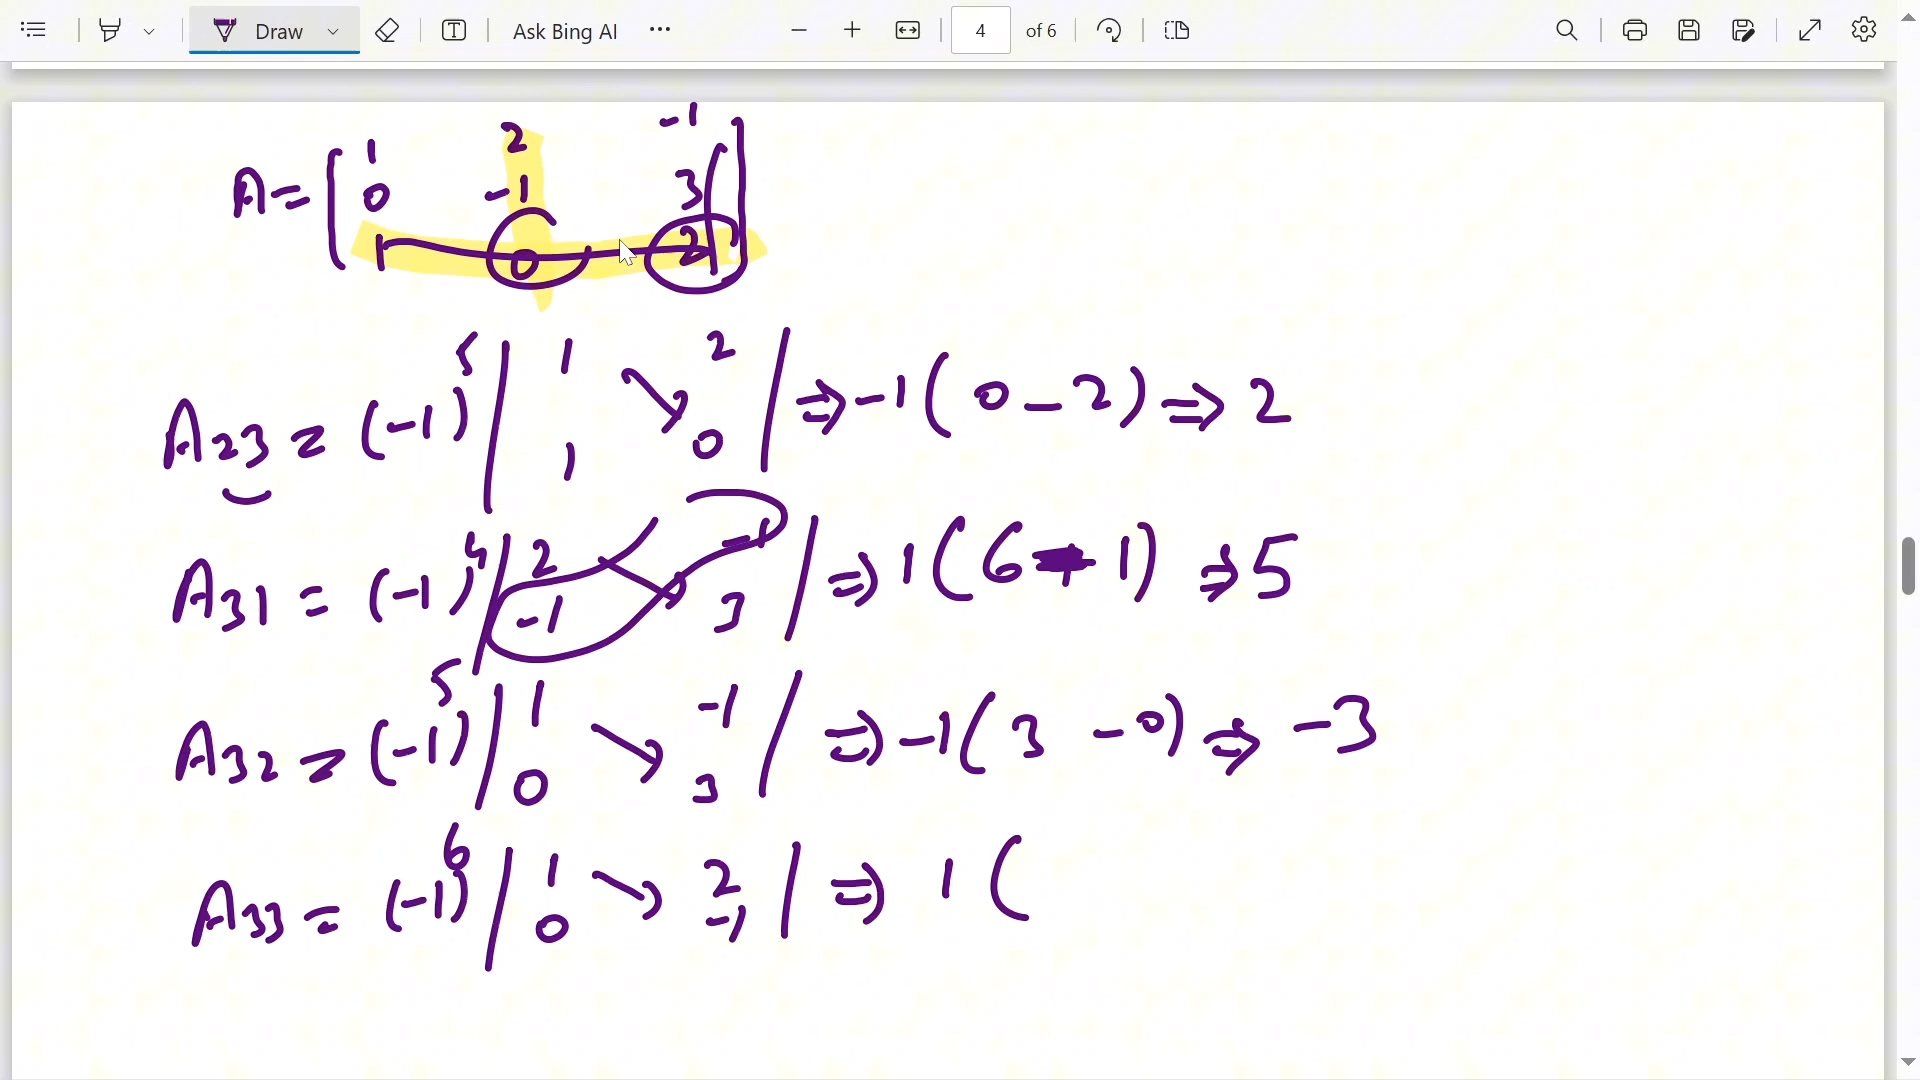 Draw Ask Bing AI 4 of 6
A = [ 1 2 -1
0 -1 3
1 0 2 ]
A23 = (-1)^5 | 1 2 | ⇒ -1 ( 0 - 2 ) ⇒ 2
1 0
A31 = (-1)^4 | 2 -1 | ⇒ 1 ( 6 - 1 ) ⇒ 5
-1 3
A32 = (-1)^5 | 1 -1 | ⇒ -1 ( 3 - 0 ) ⇒ -3
0 3
A33 = (-1)^6 | 1 2 | ⇒ 1 (
0 -1